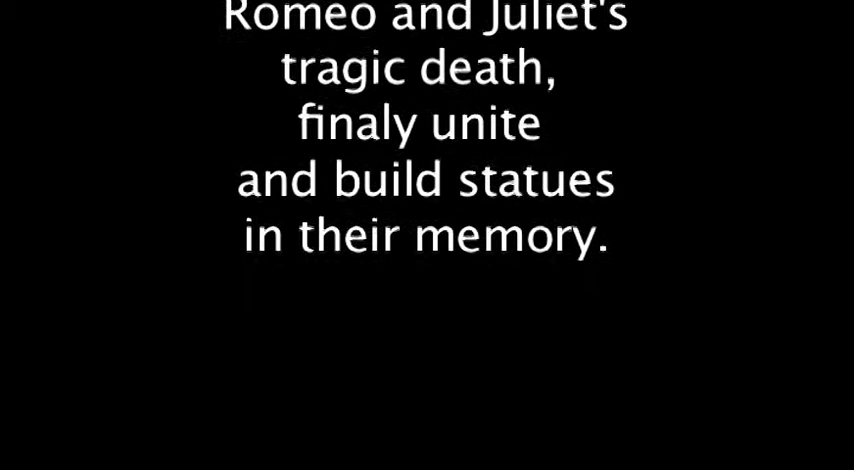 Romeo and Juliet's
tragic death,
finaly unite
and build statues
in their memory.